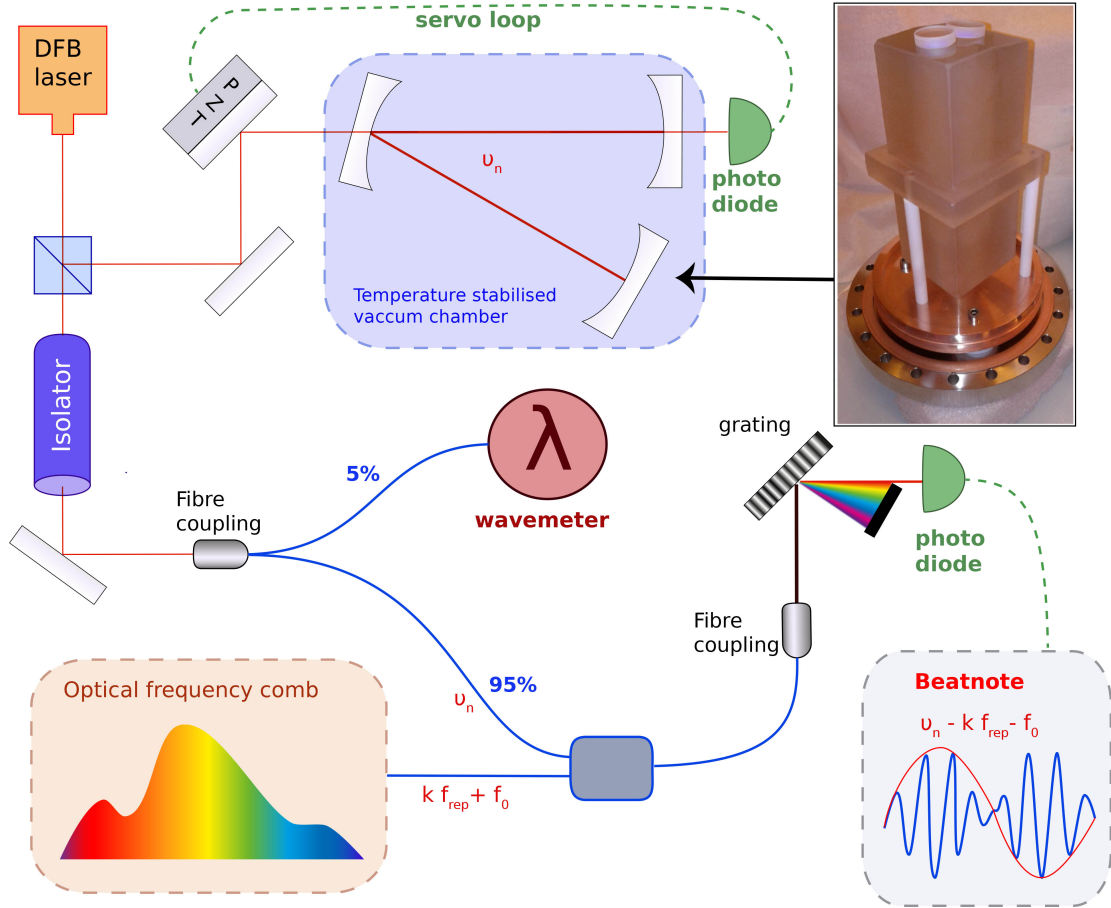 servo loop
DFB
laser
PZT
υn
photo
diode
Temperature stabilised
vaccum chamber
Isolator
grating
λ
5%
Fibre
coupling
wavemeter
photo
diode
Fibre
coupling
Optical frequency comb
95%
υn
Beatnote
υn - k frep- f0
k frep+ f0